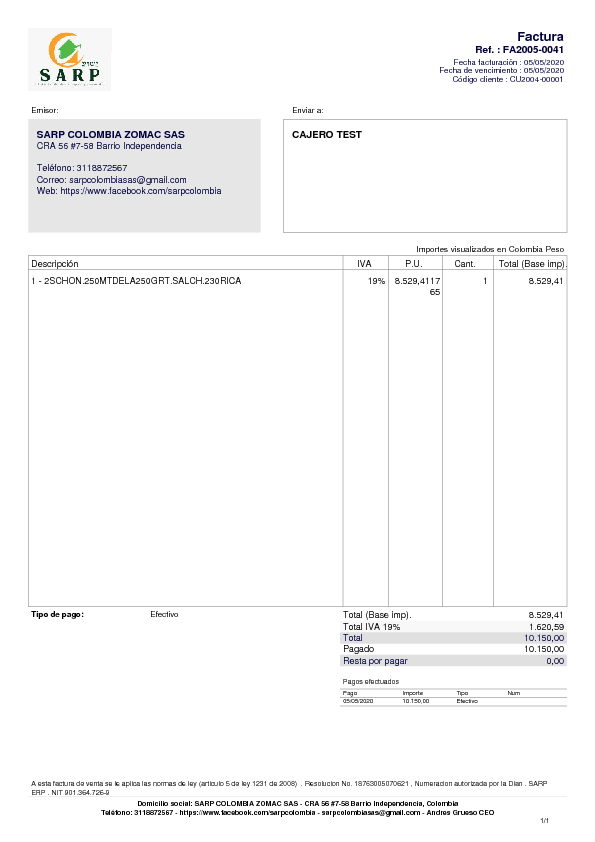 SARP
Factura
Ref. : FA2005-0041
Fecha facturación : 05/05/2020
Fecha de vencimiento : 05/05/2020
Código cliente : CU2004-00001
Emisor:
Enviar a:
SARP COLOMBIA ZOMAC SAS
CRA 56 #7-58 Barrio Independencia
Teléfono: 3118872567
Correo: sarpcolombiasas@gmail.com
Web: https://www.facebook.com/sarpcolombia
CAJERO TEST
Importes visualizados en Colombia Peso
Descripción IVA P.U. Cant. Total (Base imp).
1 - 2SCHON.250MTDELA250GRT.SALCH.230RICA 19% 8.529,4117 1 8.529,41
65
Tipo de pago: Efectivo
Total (Base imp). 8.529,41
Total IVA 19% 1.620,59
Total 10.150,00
Pagado 10.150,00
Resta por pagar 0,00
Pagos efectuados
Pago Importe Tipo Num
05/05/2020 10.150,00 Efectivo
A esta factura de venta se le aplica las normas de ley (articulo 5 de ley 1231 de 2008) . Resolucion No. 18763005070621 , Numeracion autorizada por la Dian . SARP
ERP . NIT 901.364.726-9
Domicilio social: SARP COLOMBIA ZOMAC SAS - CRA 56 #7-58 Barrio Independencia, Colombia
Teléfono: 3118872567 - https://www.facebook.com/sarpcolombia - sarpcolombiasas@gmail.com - Andres Grueso CEO
1/1